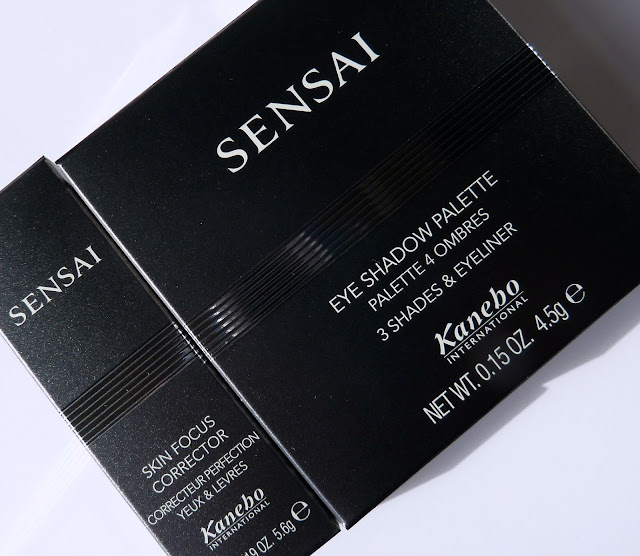 SENSAI
EYE SHADOW PALETTE
PALETTE 4 OMBRES
3 SHADES & EYELINER
Kanebo
INTERNATIONAL
NET WT. 0.15 OZ. 4.5g ℮
SENSAI
SKIN FOCUS
CORRECTOR
CORRECTEUR PERFECTION
YEUX & LEVRES
Kanebo
INTERNATIONAL
OZ. 5.6g ℮